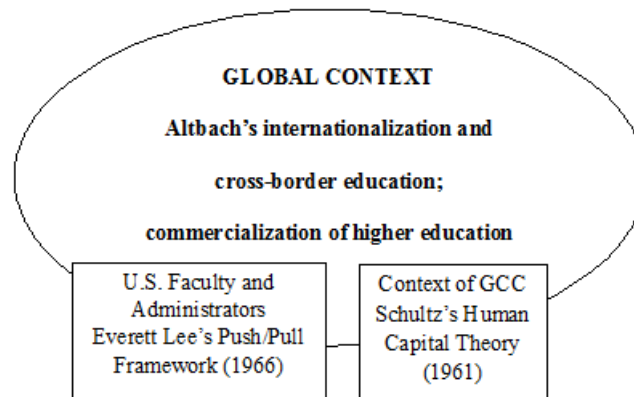 GLOBAL CONTEXT
Altbach's internationalization and
cross-border education;
commercialization of higher education
U.S. Faculty and
Administrators
Everett Lee's Push/Pull
Framework (1966)
Context of GCC
Schultz's Human
Capital Theory
(1961)